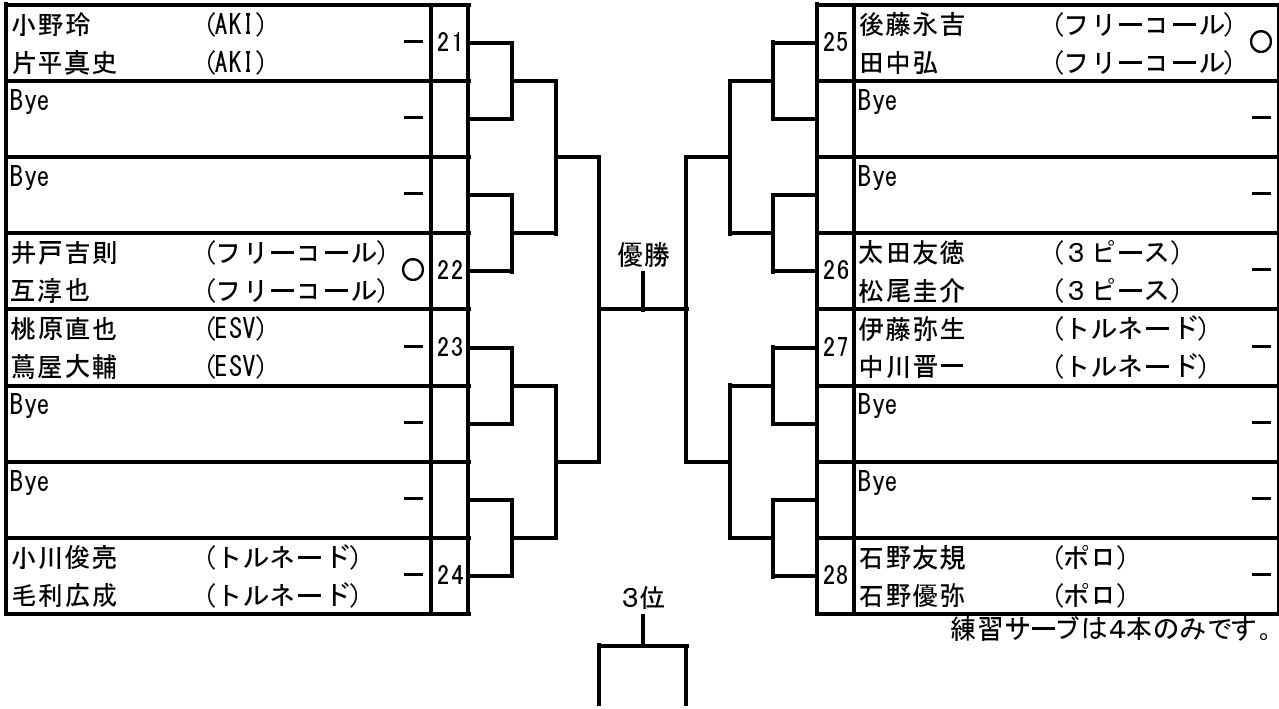 小野玲 (AKI)
片平真史 (AKI)
— 21
Bye
—
Bye
—
井戸吉則 (フリーコール)
互淳也 (フリーコール)
○ 22
桃原直也 (ESV)
蔦屋大輔 (ESV)
— 23
Bye
—
Bye
—
小川俊亮 (トルネード)
毛利広成 (トルネード)
— 24
優勝
3位
25
後藤永吉 (フリーコール)
田中弘 (フリーコール)
○
Bye
—
Bye
—
26
太田友徳 (3ピース)
松尾圭介 (3ピース)
—
27
伊藤弥生 (トルネード)
中川晋一 (トルネード)
—
Bye
—
Bye
—
28
石野友規 (ポロ)
石野優弥 (ポロ)
—
練習サーブは4本のみです。